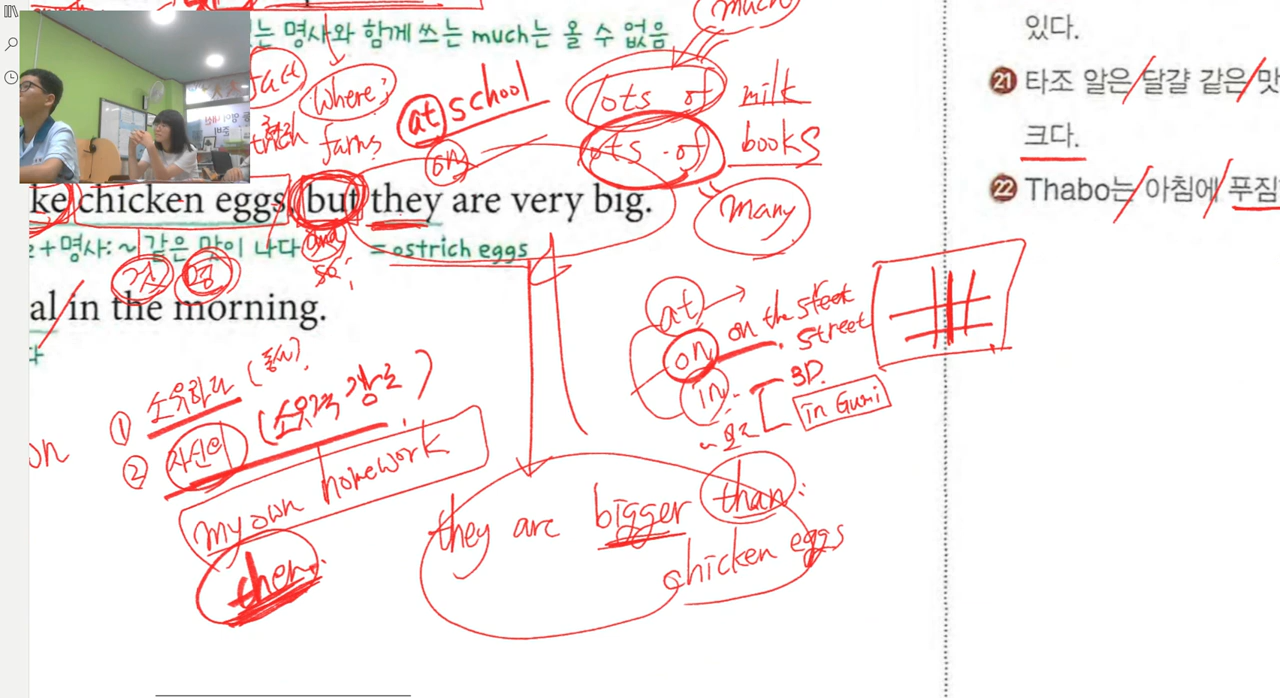 much
는 명사와 함께 쓰는 much는 올 수 없음
Where?
at school
lots of milk
farms
on
ots of books
ke chicken eggs, but they are very big.
many
+명사: ~ 같은 맛이 나다
and
= ostrich eggs
so
al in the morning.
at
on on the street
street
in
3D
in Gumi
① 소유하다 (동사)
② 자신의 (소유격 강조)
on
my own homework
then
they are bigger than
chicken eggs
있다.
21 타조 알은 달걀 같은 맛
크다.
22 Thabo는 아침에 푸짐